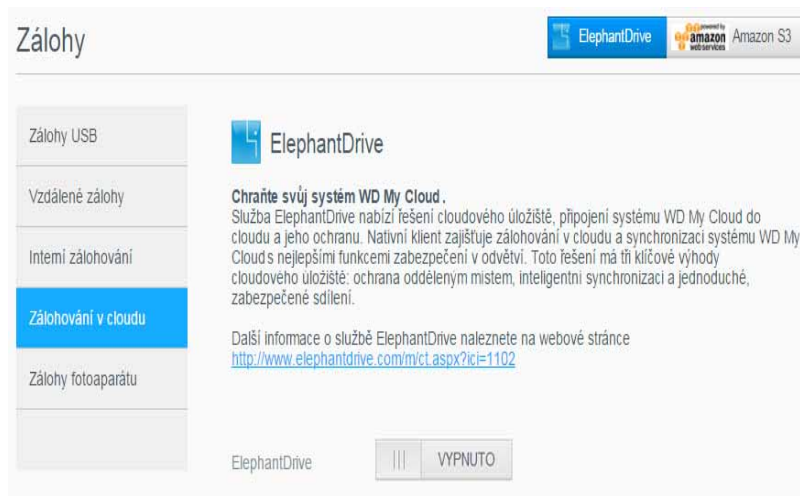 Zálohy
ElephantDrive
powered by
amazon
webservices
Amazon S3
Zálohy USB
Vzdálené zálohy
Interní zálohování
Zálohování v cloudu
Zálohy fotoaparátu
ElephantDrive
Chraňte svůj systém WD My Cloud .
Služba ElephantDrive nabízí řešení cloudového úložiště, připojení systému WD My Cloud do
cloudu a jeho ochranu. Nativní klient zajišťuje zálohování v cloudu a synchronizaci systému WD My
Cloud s nejlepšími funkcemi zabezpečení v odvětví. Toto řešení má tři klíčové výhody
cloudového úložiště: ochrana odděleným místem, inteligentní synchronizaci a jednoduché,
zabezpečené sdílení.
Další informace o službě ElephantDrive naleznete na webové stránce
http://www.elephantdrive.com/m/ct.aspx?ici=1102
ElephantDrive
VYPNUTO